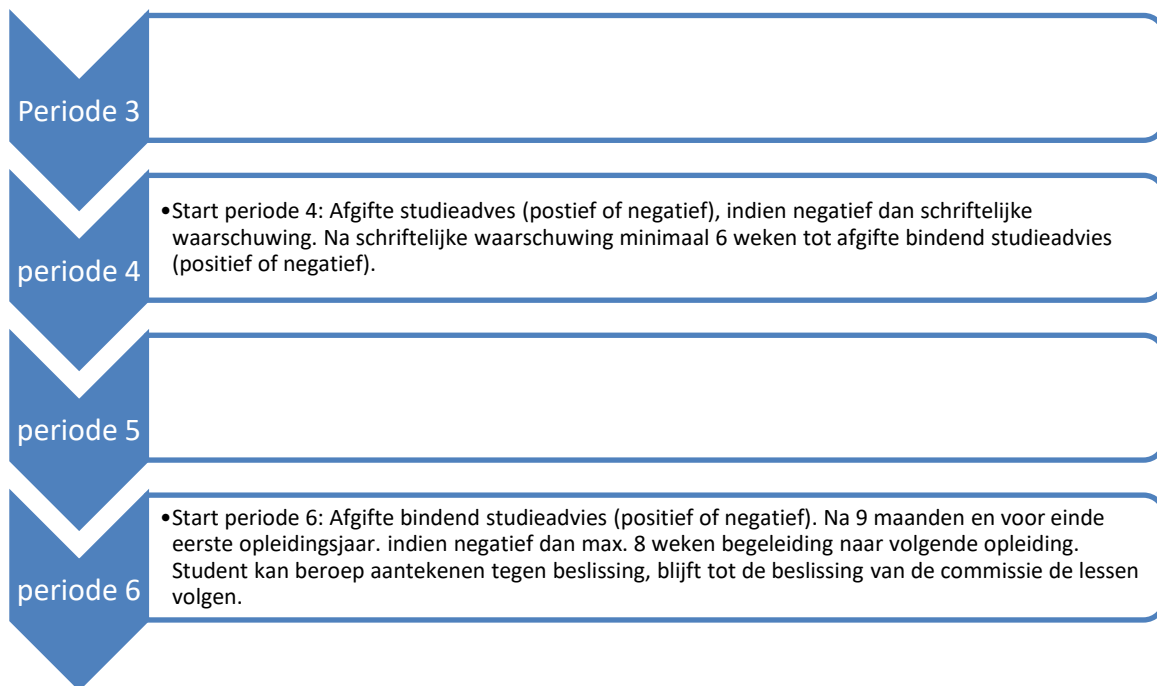 Periode 3
periode 4
•Start periode 4: Afgifte studieadves (postief of negatief), indien negatief dan schriftelijke
waarschuwing. Na schriftelijke waarschuwing minimaal 6 weken tot afgifte bindend studieadvies
(positief of negatief).
periode 5
periode 6
•Start periode 6: Afgifte bindend studieadvies (positief of negatief). Na 9 maanden en voor einde
eerste opleidingsjaar. indien negatief dan max. 8 weken begeleiding naar volgende opleiding.
Student kan beroep aantekenen tegen beslissing, blijft tot de beslissing van de commissie de lessen
volgen.